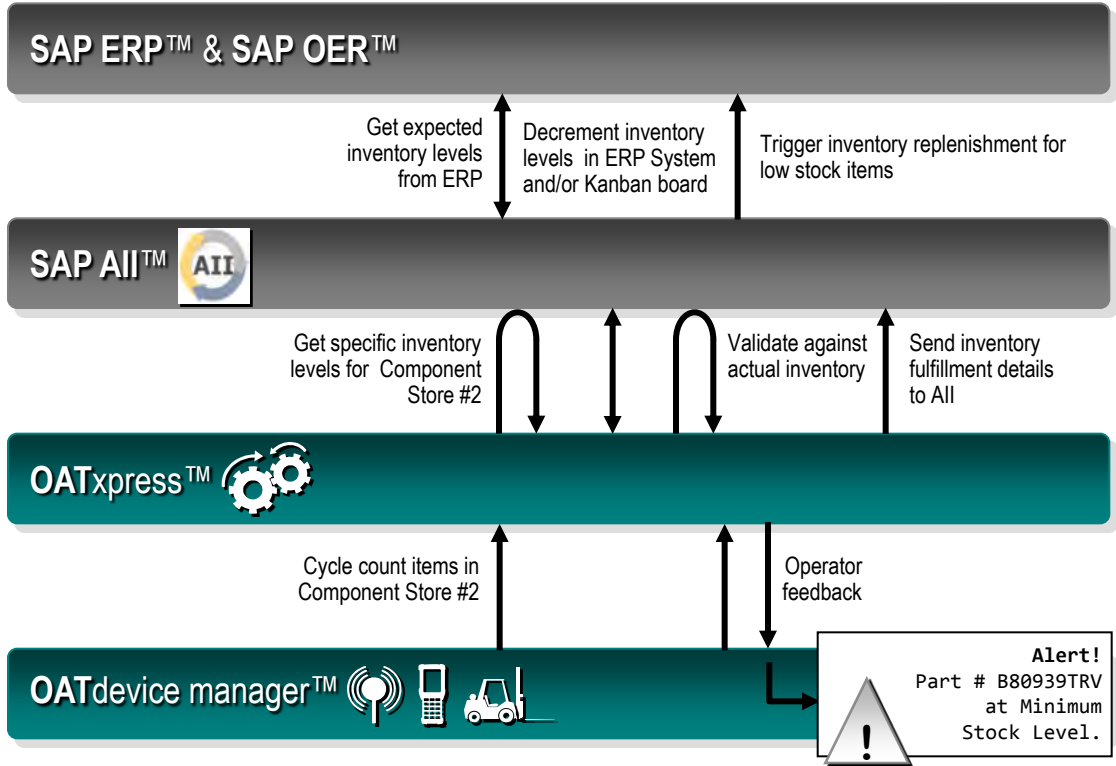 SAP ERP™ & SAP OER™
Get expected
inventory levels
from ERP
Decrement inventory
levels in ERP System
and/or Kanban board
Trigger inventory replenishment for
low stock items
SAP AII™
AII
Get specific inventory
levels for Component
Store #2
Validate against
actual inventory
Send inventory
fulfillment details
to AII
OATxpress™
Cycle count items in
Component Store #2
Operator
feedback
OATdevice manager™
Alert!
Part # B80939TRV
at Minimum
Stock Level.
!